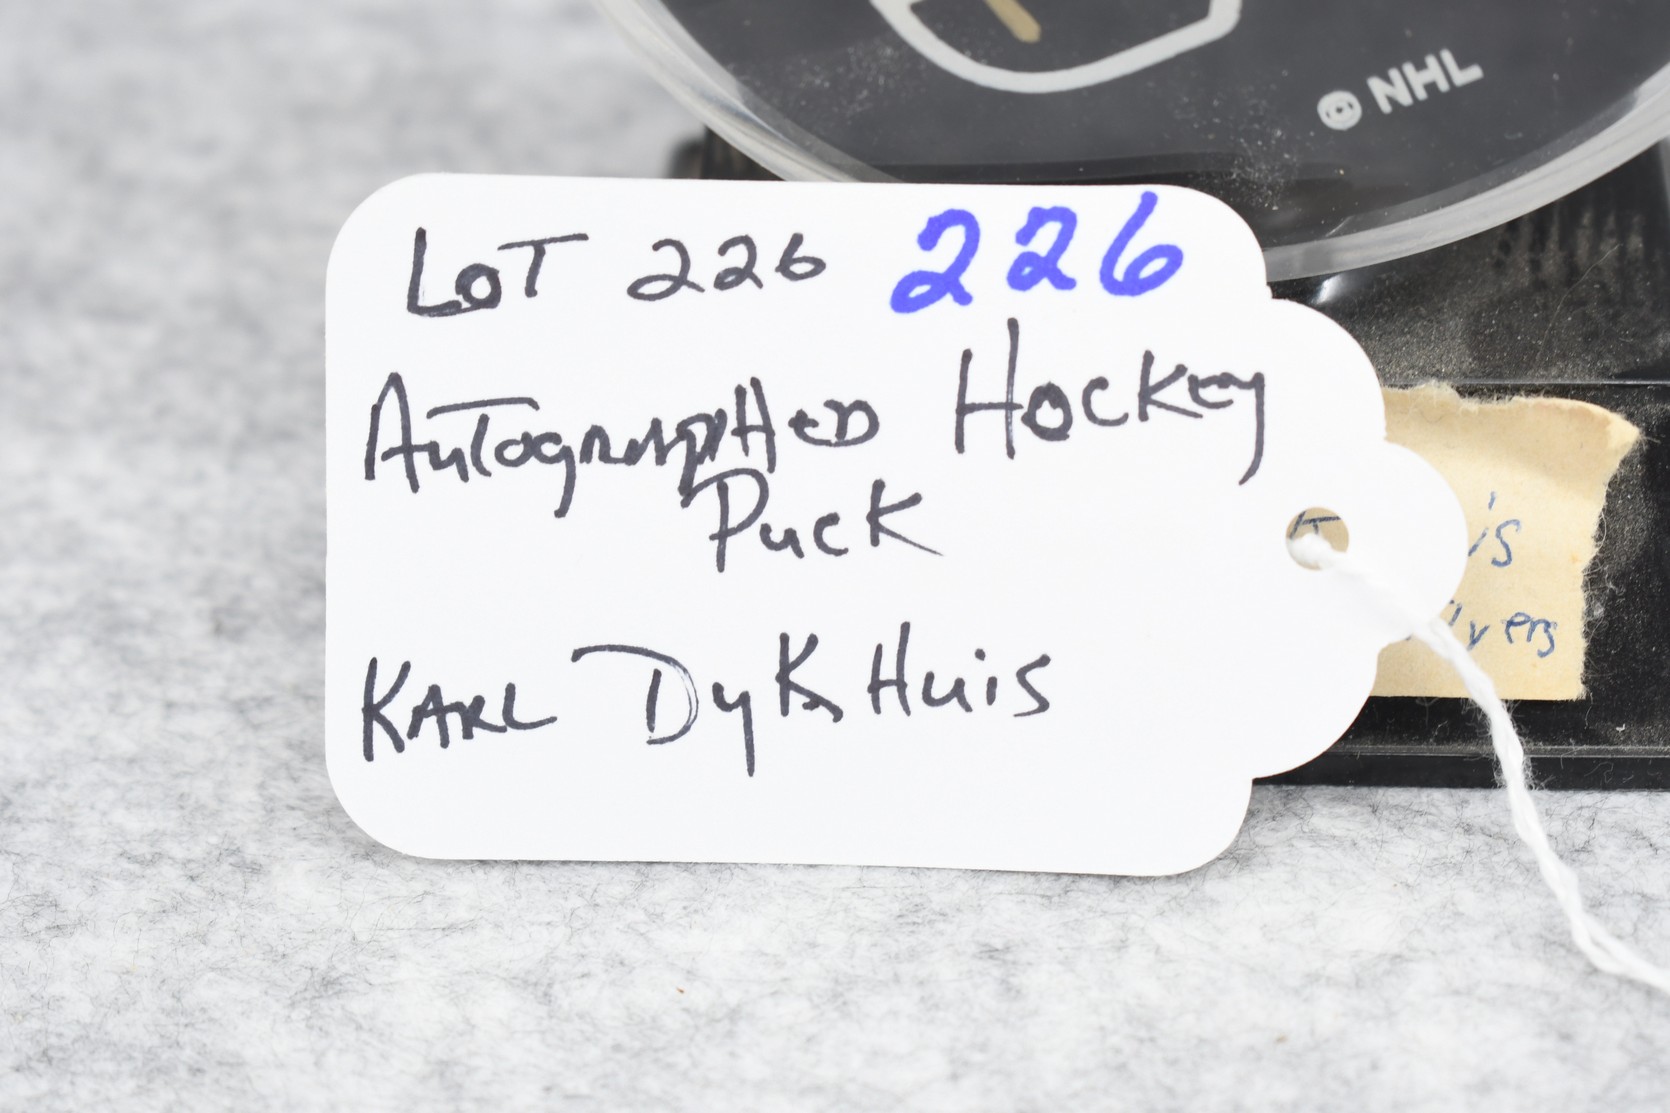 © NHL
LOT 226 226
AUTOGRAPHED HOCKEY
PUCK
KARL DYKHUIS